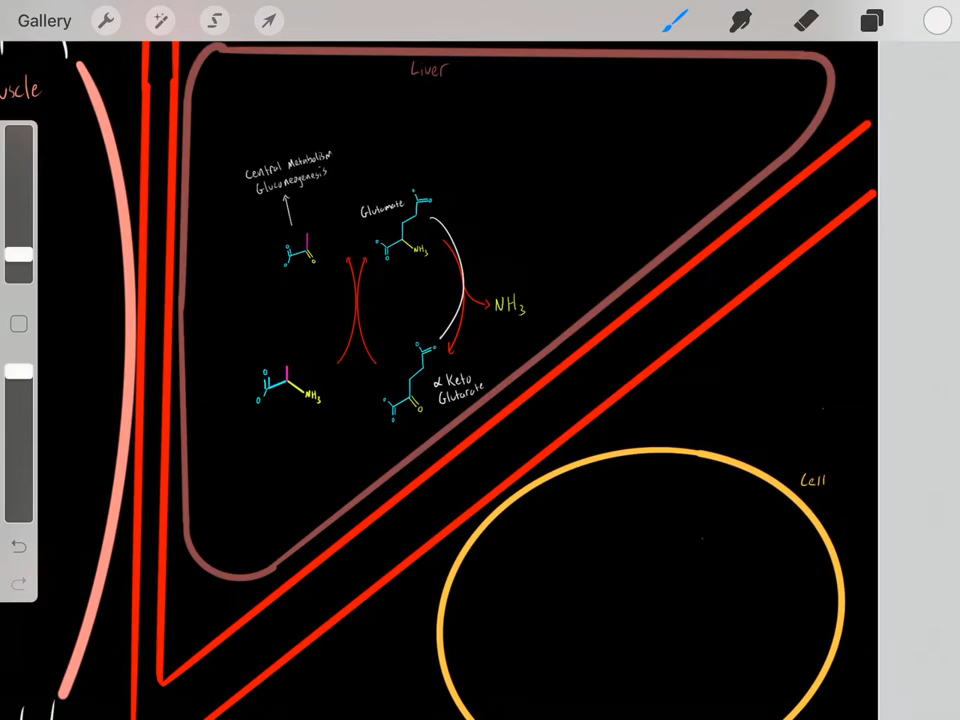 Gallery
uscle
Liver
Central Metabolism
Gluconeogenesis
Glutamate
O
O
O
O
NH3
O
O
O
NH3
O
O
O
NH3
α Keto
Glutarate
O
O
O
O
O
Cell